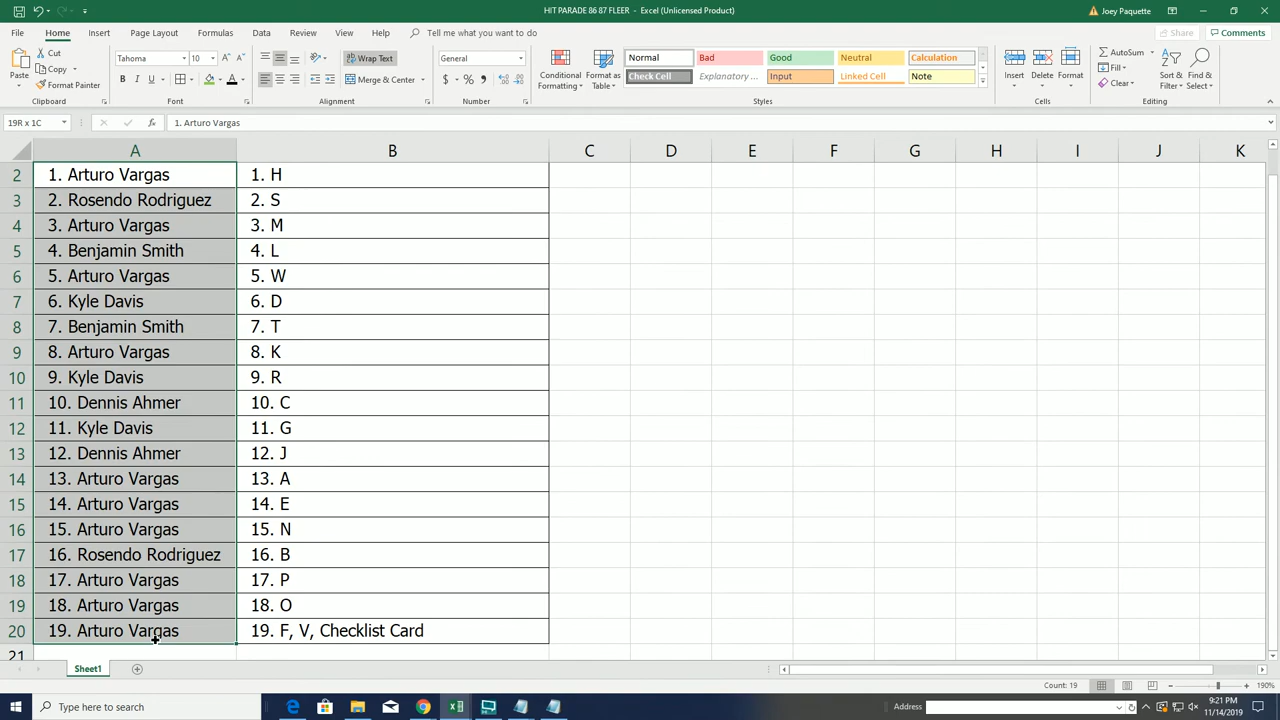 HIT PARADE 86 87 FLEER - Excel (Unlicensed Product)
Joey Paquette
File Home Insert Page Layout Formulas Data Review View Help Tell me what you want to do
Share Comments
Paste
Cut
Copy
Format Painter
Clipboard
Tahoma 10
B I U
Font
Wrap Text
Merge & Center
Alignment
General
$ % ,
Number
Conditional Formatting
Format as Table
Normal Bad Good Neutral Calculation
Check Cell Explanatory ... Input Linked Cell Note
Styles
Insert Delete Format
Cells
AutoSum
Fill
Clear
Sort & Filter
Find & Select
Editing
19R x 1C fx 1. Arturo Vargas
A B C D E F G H I J K
2 1. Arturo Vargas 1. H
3 2. Rosendo Rodriguez 2. S
4 3. Arturo Vargas 3. M
5 4. Benjamin Smith 4. L
6 5. Arturo Vargas 5. W
7 6. Kyle Davis 6. D
8 7. Benjamin Smith 7. T
9 8. Arturo Vargas 8. K
10 9. Kyle Davis 9. R
11 10. Dennis Ahmer 10. C
12 11. Kyle Davis 11. G
13 12. Dennis Ahmer 12. J
14 13. Arturo Vargas 13. A
15 14. Arturo Vargas 14. E
16 15. Arturo Vargas 15. N
17 16. Rosendo Rodriguez 16. B
18 17. Arturo Vargas 17. P
19 18. Arturo Vargas 18. O
20 19. Arturo Vargas 19. F, V, Checklist Card
21
Sheet1
Count: 19 190%
Type here to search
Address
9:21 PM
11/14/2019